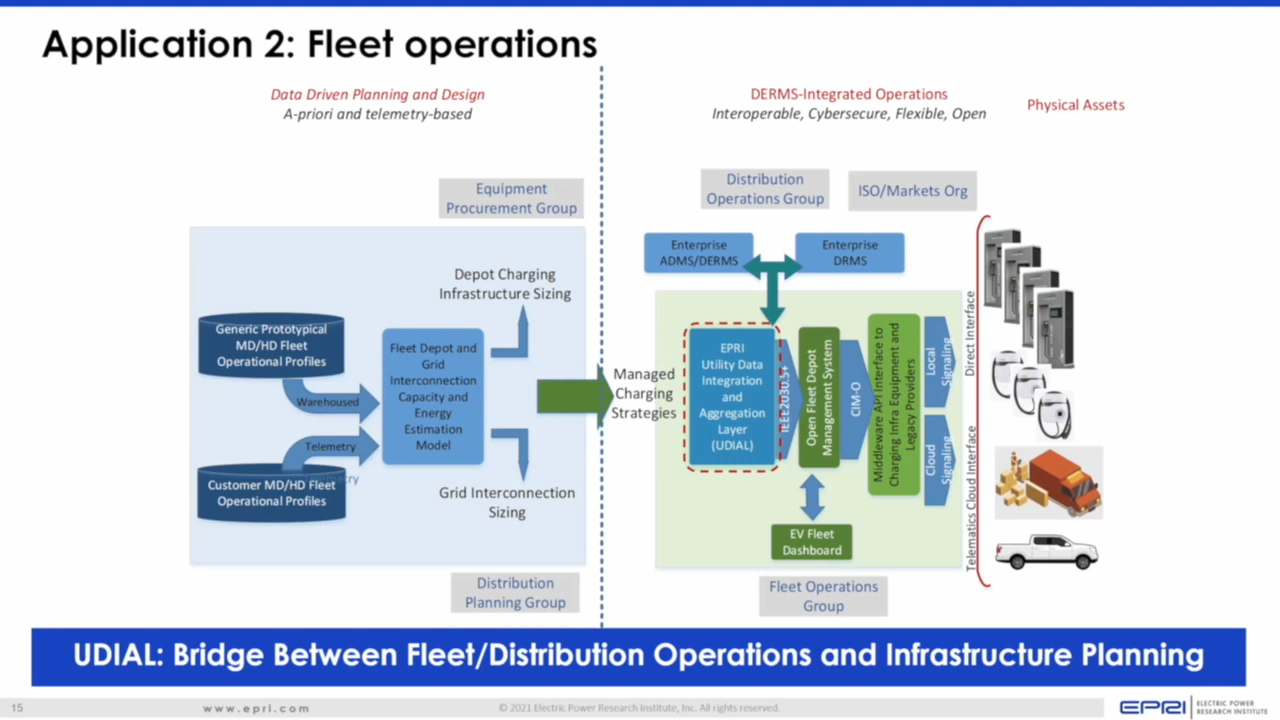 Application 2: Fleet operations
Data Driven Planning and Design
A-priori and telemetry-based
DERMS-Integrated Operations
Interoperable, Cybersecure, Flexible, Open
Physical Assets
Equipment
Procurement Group
Distribution
Operations Group
ISO/Markets Org
Depot Charging
Infrastructure Sizing
Generic Prototypical
MD/HD Fleet
Operational Profiles
Warehoused
Telemetry
Customer MD/HD Fleet
Operational Profiles
Fleet Depot and
Grid
Interconnection
Capacity and
Energy
Estimation
Model
Grid Interconnection
Sizing
Distribution
Planning Group
Managed
Charging
Strategies
Enterprise
ADMS/DERMS
Enterprise
DRMS
EPRI
Utility Data
Integration
and
Aggregation
Layer
(UDIAL)
IEEE2030.5+
Open Fleet Depot
Management System
CIM-O
Middleware API Interface to
Charging Infra Equipment and
Legacy Providers
Local
Signaling
Cloud
Signaling
Direct Interface
Telematics Cloud Interface
EV Fleet
Dashboard
Fleet Operations
Group
UDIAL: Bridge Between Fleet/Distribution Operations and Infrastructure Planning
15
www.epri.com
© 2021 Electric Power Research Institute, Inc. All rights reserved.
EPRI
ELECTRIC POWER
RESEARCH INSTITUTE